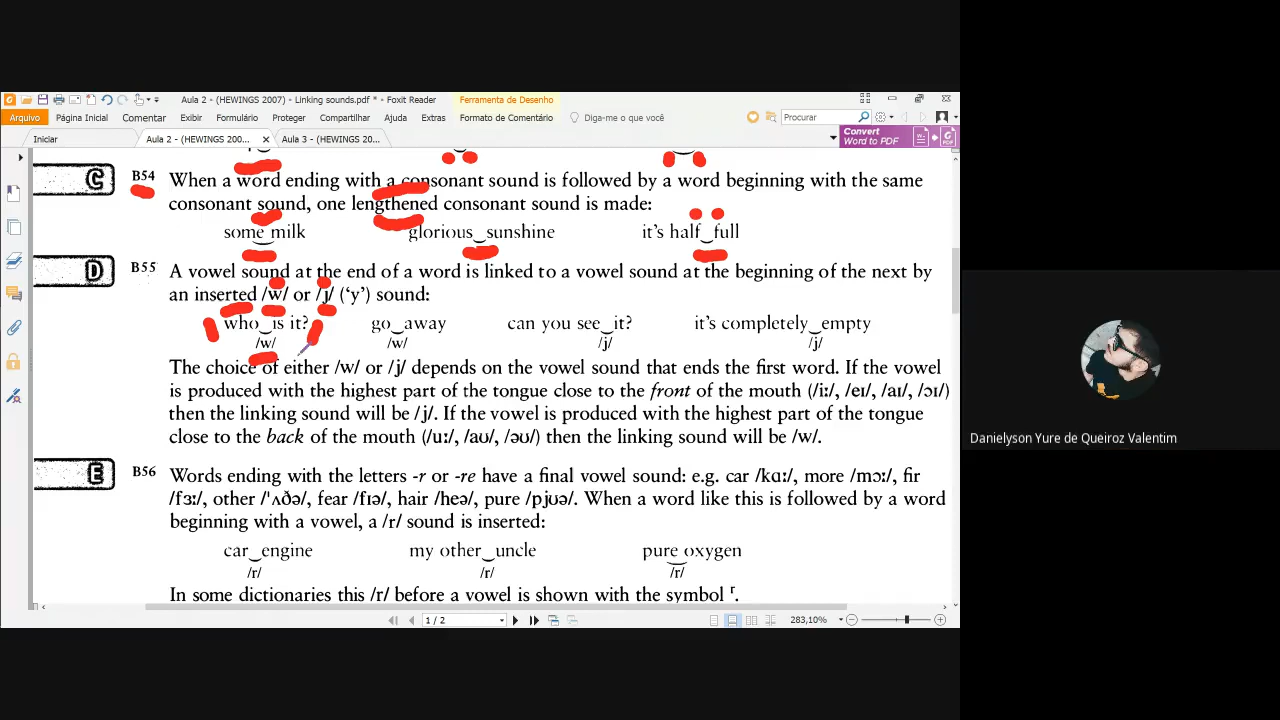 Aula 2 - (HEWINGS 2007) - Linking sounds.pdf * - Foxit Reader
Ferramenta de Desenho
Arquivo Página Inicial Comentar Exibir Formulário Proteger Compartilhar Ajuda Extras Formato de Comentário Diga-me o que você Procurar
Iniciar Aula 2 - (HEWINGS 200... Aula 3 - (HEWINGS 20... Convert Word to PDF
C B54 When a word ending with a consonant sound is followed by a word beginning with the same
consonant sound, one lengthened consonant sound is made:
some‿milk glorious‿sunshine it's half‿full
D B55 A vowel sound at the end of a word is linked to a vowel sound at the beginning of the next by
an inserted /w/ or /j/ ('y') sound:
who‿is it? go‿away can you see‿it? it's completely‿empty
/w/ /w/ /j/ /j/
The choice of either /w/ or /j/ depends on the vowel sound that ends the first word. If the vowel
is produced with the highest part of the tongue close to the front of the mouth (/iː/, /eɪ/, /aɪ/, /ɔɪ/)
then the linking sound will be /j/. If the vowel is produced with the highest part of the tongue
close to the back of the mouth (/uː/, /aʊ/, /əʊ/) then the linking sound will be /w/.
E B56 Words ending with the letters -r or -re have a final vowel sound: e.g. car /kɑː/, more /mɔː/, fir
/fɜː/, other /ˈʌðə/, fear /fɪə/, hair /heə/, pure /pjʊə/. When a word like this is followed by a word
beginning with a vowel, a /r/ sound is inserted:
car‿engine my other‿uncle pure‿oxygen
/r/ /r/ /r/
In some dictionaries this /r/ before a vowel is shown with the symbol ʳ.
1 / 2 283,10%
Danielyson Yure de Queiroz Valentim